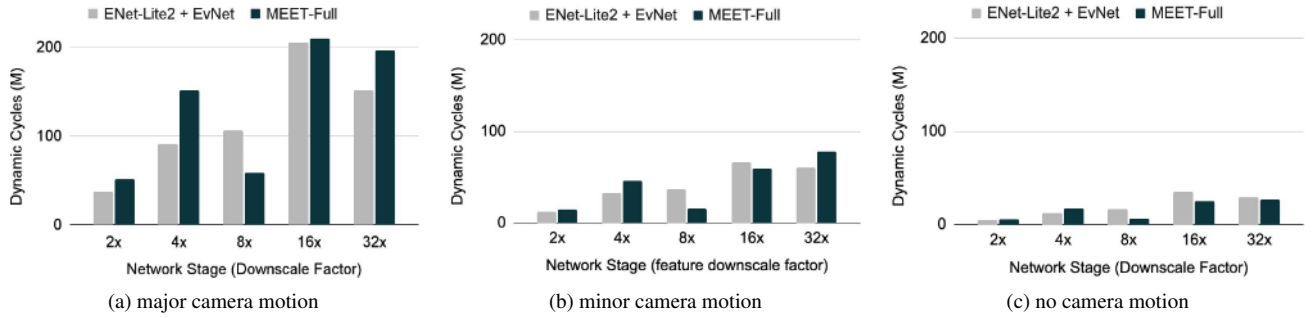 ENet-Lite2 + EvNet MEET-Full
200
100
0
Dynamic Cycles (M)
2x 4x 8x 16x 32x
Network Stage (Downscale Factor)
(a) major camera motion
ENet-Lite2 + EvNet MEET-Full
200
100
0
Dynamic Cycles (M)
2x 4x 8x 16x 32x
Network Stage (feature downscale factor)
(b) minor camera motion
ENet-Lite2 + EvNet MEET-Full
200
100
0
Dynamic Cycles (M)
2x 4x 8x 16x 32x
Network Stage (Downscale Factor)
(c) no camera motion